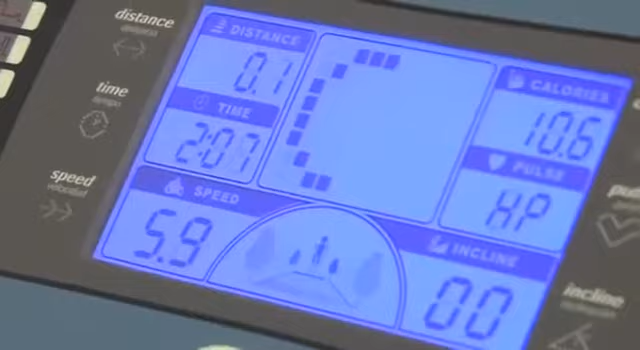 distance
DISTANCE
0.1
CALORIES
10.6
time
TIME
2:07
PULSE
HP
speed
velocidad
SPEED
5.9
INCLINE
00
incline